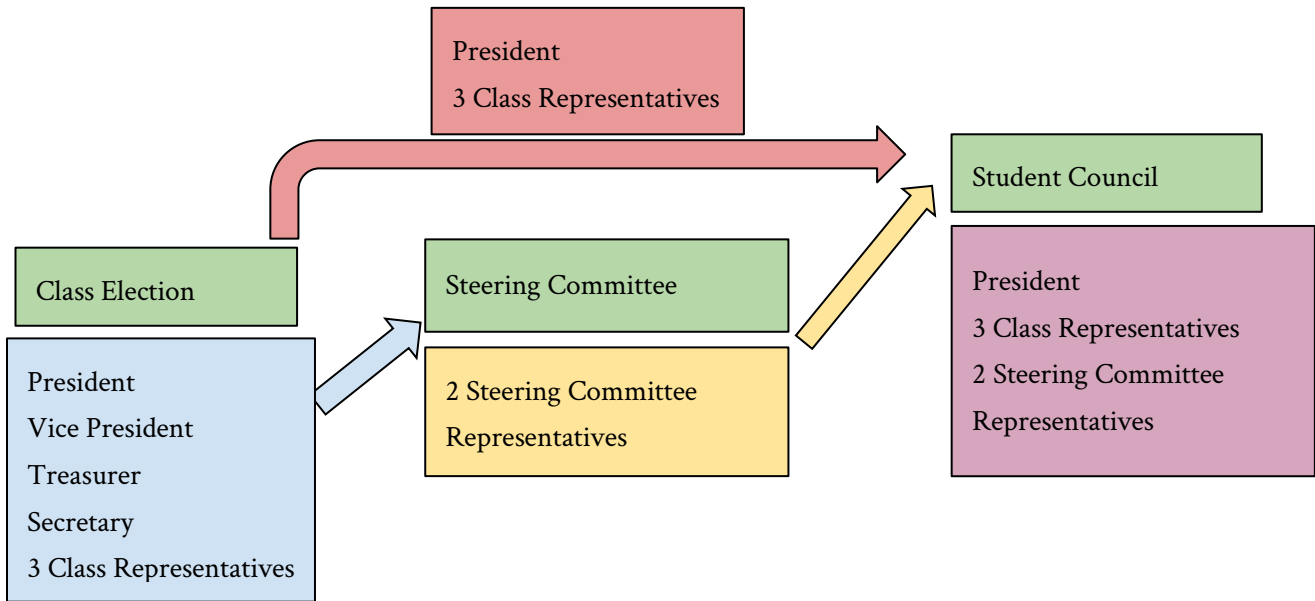 President
3 Class Representatives
Student Council
Class Election
Steering Committee
President
Vice President
Treasurer
Secretary
3 Class Representatives
2 Steering Committee
Representatives
President
3 Class Representatives
2 Steering Committee
Representatives